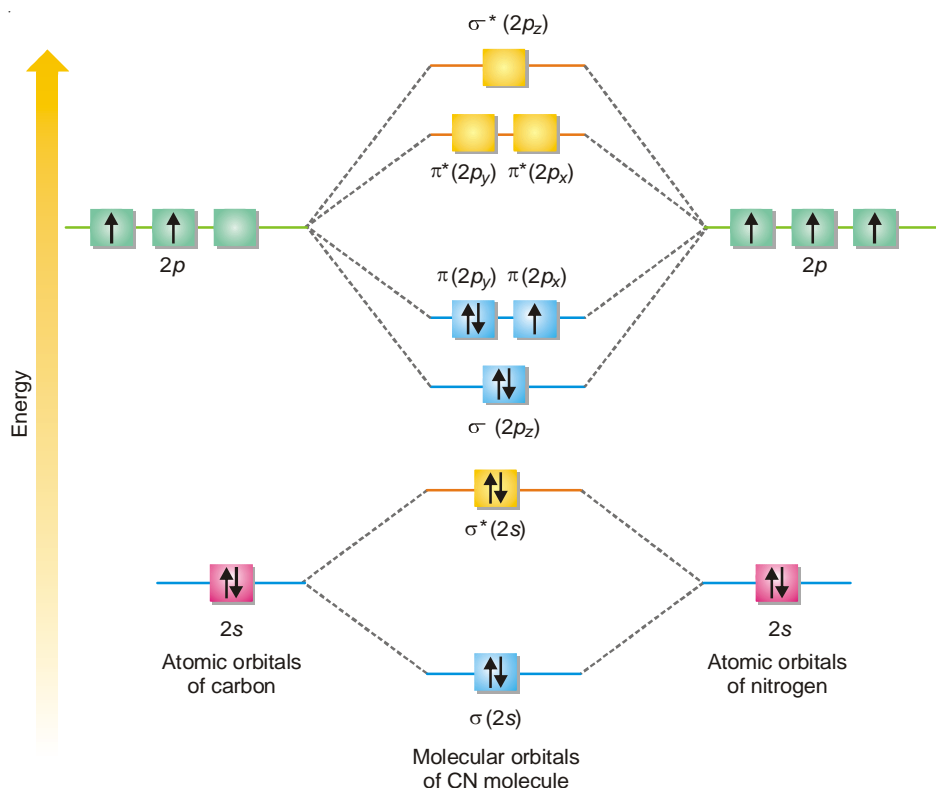 σ* (2pz)
π* (2py) π* (2px)
2p
2p
π (2py) π (2px)
σ (2pz)
Energy
σ* (2s)
2s
2s
Atomic orbitals
of carbon
Atomic orbitals
of nitrogen
σ (2s)
Molecular orbitals
of CN molecule